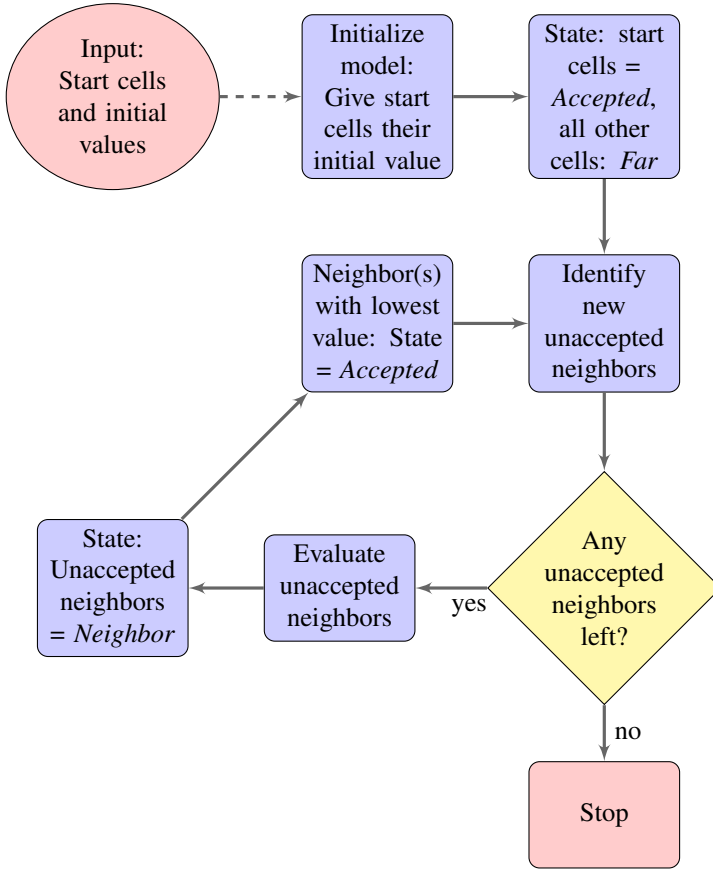 Input:
Start cells
and initial
values
Initialize
model:
Give start
cells their
initial value
State: start
cells =
Accepted,
all other
cells: Far
Neighbor(s)
with lowest
value: State
= Accepted
Identify
new
unaccepted
neighbors
State:
Unaccepted
neighbors
= Neighbor
Evaluate
unaccepted
neighbors
yes
Any
unaccepted
neighbors
left?
no
Stop